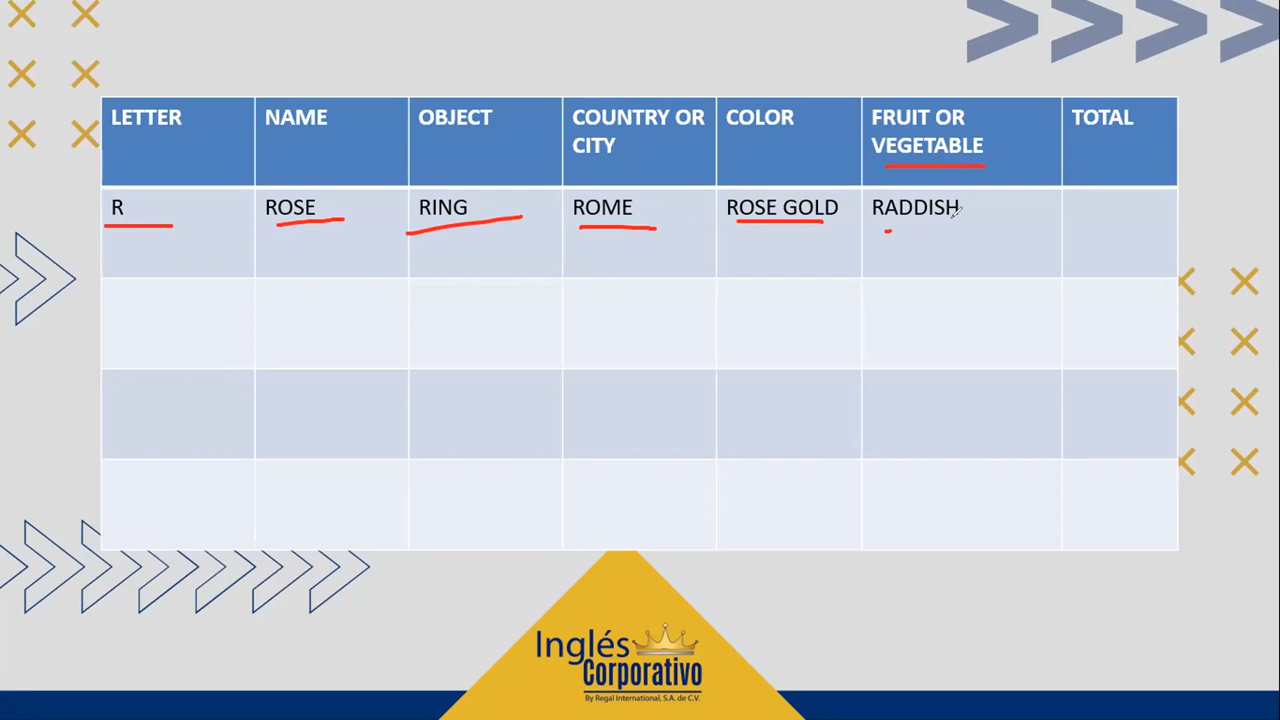 LETTER
NAME
OBJECT
COUNTRY OR
CITY
COLOR
FRUIT OR
VEGETABLE
TOTAL
R
ROSE
RING
ROME
ROSE GOLD
RADDISH
Inglés
Corporativo
By Regal International, S.A. de C.V.